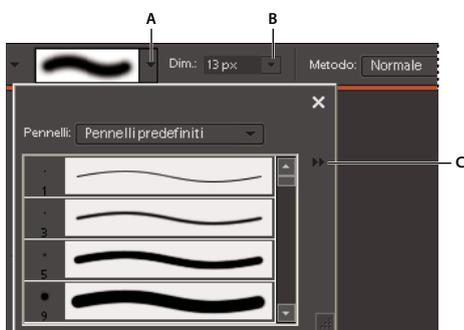 A B
Dim.: 13 px Metodo: Normale
Pennelli: Pennelli predefiniti
C
1
3
5
9